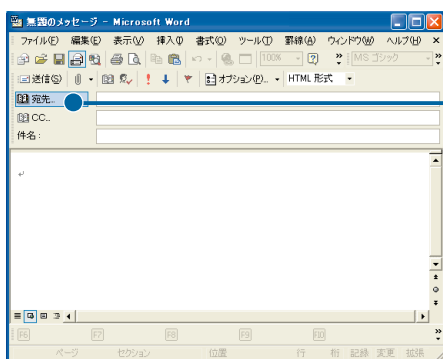 無題のメッセージ - Microsoft Word
ファイル(F) 編集(E) 表示(V) 挿入(I) 書式(O) ツール(T) 罫線(A) ウィンドウ(W) ヘルプ(H) ×
100% MS ゴシック
送信(S) オプション(P)... HTML 形式
宛先...
CC...
件名:
F6 F7 F8 F9 F10
ページ セクション 位置 行 桁 記録 変更 拡張